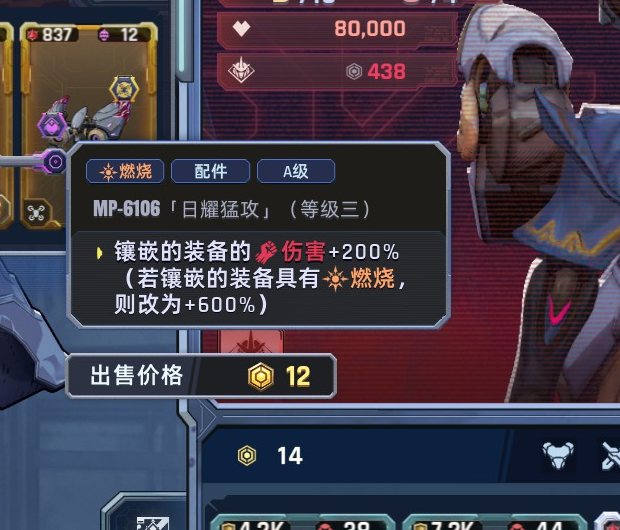 837
12
80,000
438
燃烧
配件
A级
MP-6106「日耀猛攻」(等级三)
镶嵌的装备的伤害+200%
(若镶嵌的装备具有燃烧,
则改为+600%)
出售价格
12
14